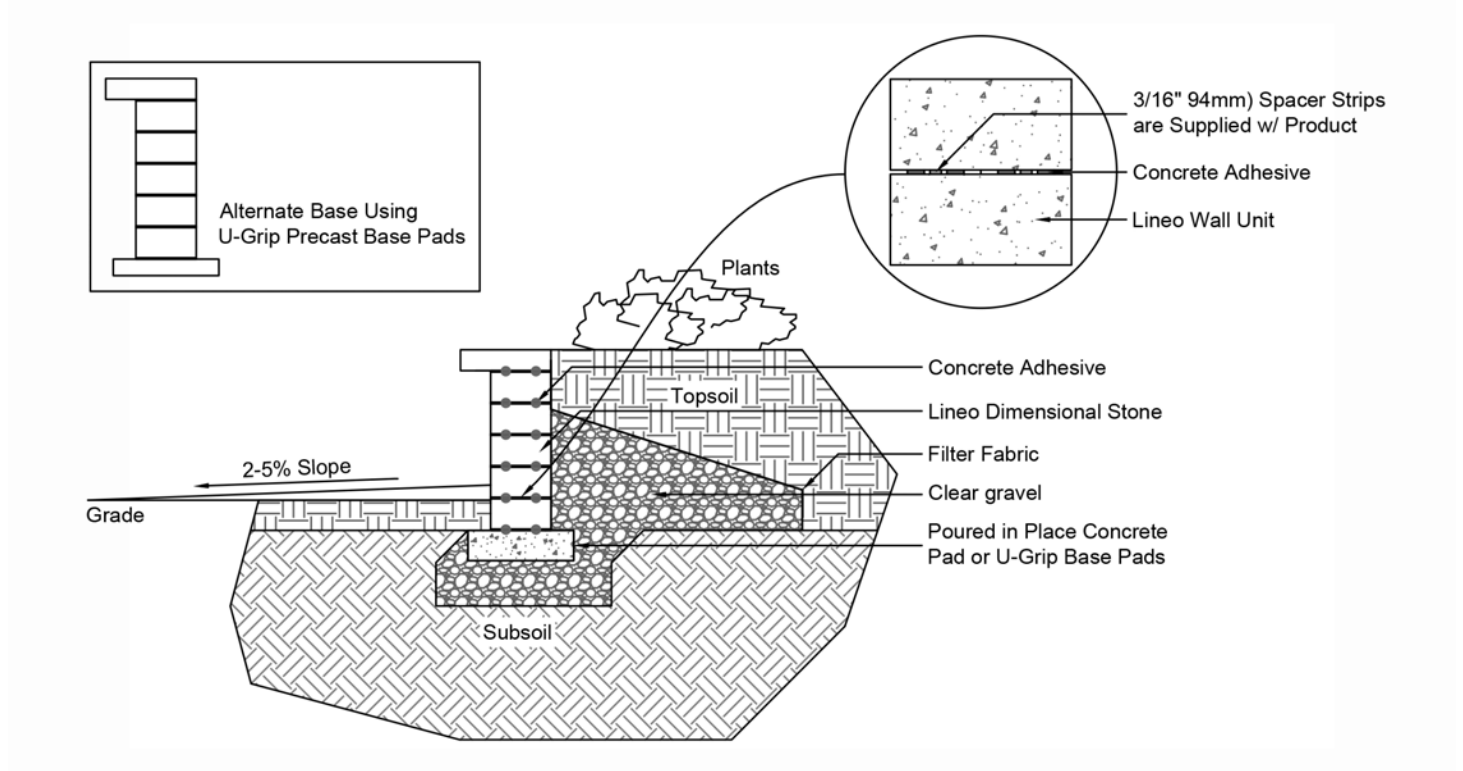 3/16" 94mm) Spacer Strips
are Supplied w/ Product
Concrete Adhesive
Lineo Wall Unit
Alternate Base Using
U-Grip Precast Base Pads
Plants
Concrete Adhesive
Topsoil
Lineo Dimensional Stone
Filter Fabric
2-5% Slope
Clear gravel
Grade
Poured in Place Concrete
Pad or U-Grip Base Pads
Subsoil